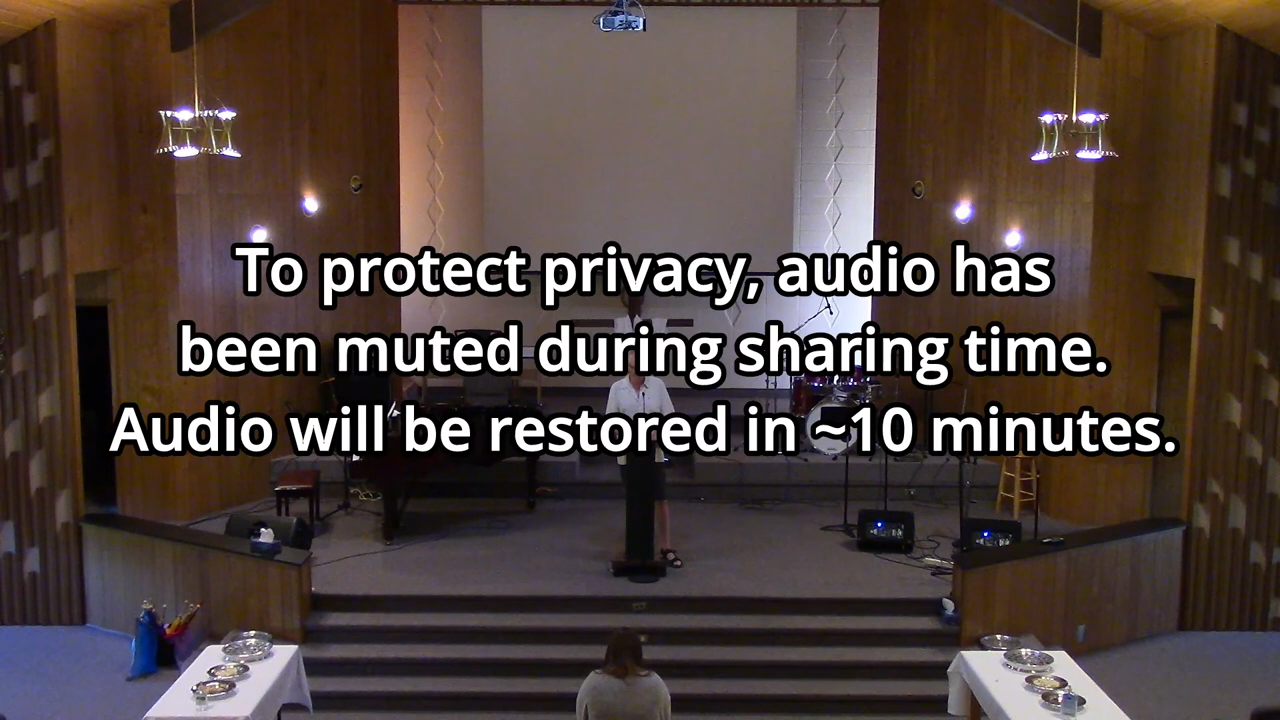 To protect privacy, audio has
been muted during sharing time.
Audio will be restored in ~10 minutes.